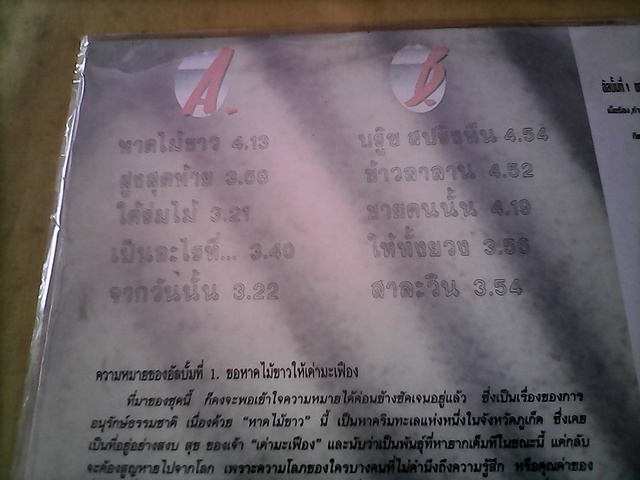 A.
B.
หาดไม้ขาว 4.13
บลูซ สปริงทีน 4.54
สูงสุดท้าย 3.58
ข้าวลาลาน 4.52
ใต้ร่มไม้ 3.21
ชายคนนั้น 4.19
เป็นอะไรที่... 3.40
ให้ทั้งยวง 3.56
จากวันนั้น 3.22
สาละวิน 3.54
อัลบั้มที่ 1
ความหมายของอัลบั้มที่ 1. ขอหาดไม้ขาวให้เต่ามะเฟือง
ที่มาของชุดนี้ ก็คงจะพอเข้าใจความหมายได้ค่อนข้างชัดเจนอยู่แล้ว ซึ่งเป็นเรื่องของการ
อนุรักษ์ธรรมชาติ เนื่องด้วย "หาดไม้ขาว" นี้ เป็นหาดริมทะเลแห่งหนึ่งในจังหวัดภูเก็ต ซึ่งเคย
เป็นที่อยู่อย่างสงบ สุข ของเจ้า "เต่ามะเฟือง" และนับว่าเป็นพันธุ์ที่หายากเต็มทีในขณะนี้ แต่กลับ
จะต้องสูญหายไปจากโลก เพราะความโลภของใครบางคนที่ไม่คำนึงถึงความรู้สึก หรือคุณค่าของ